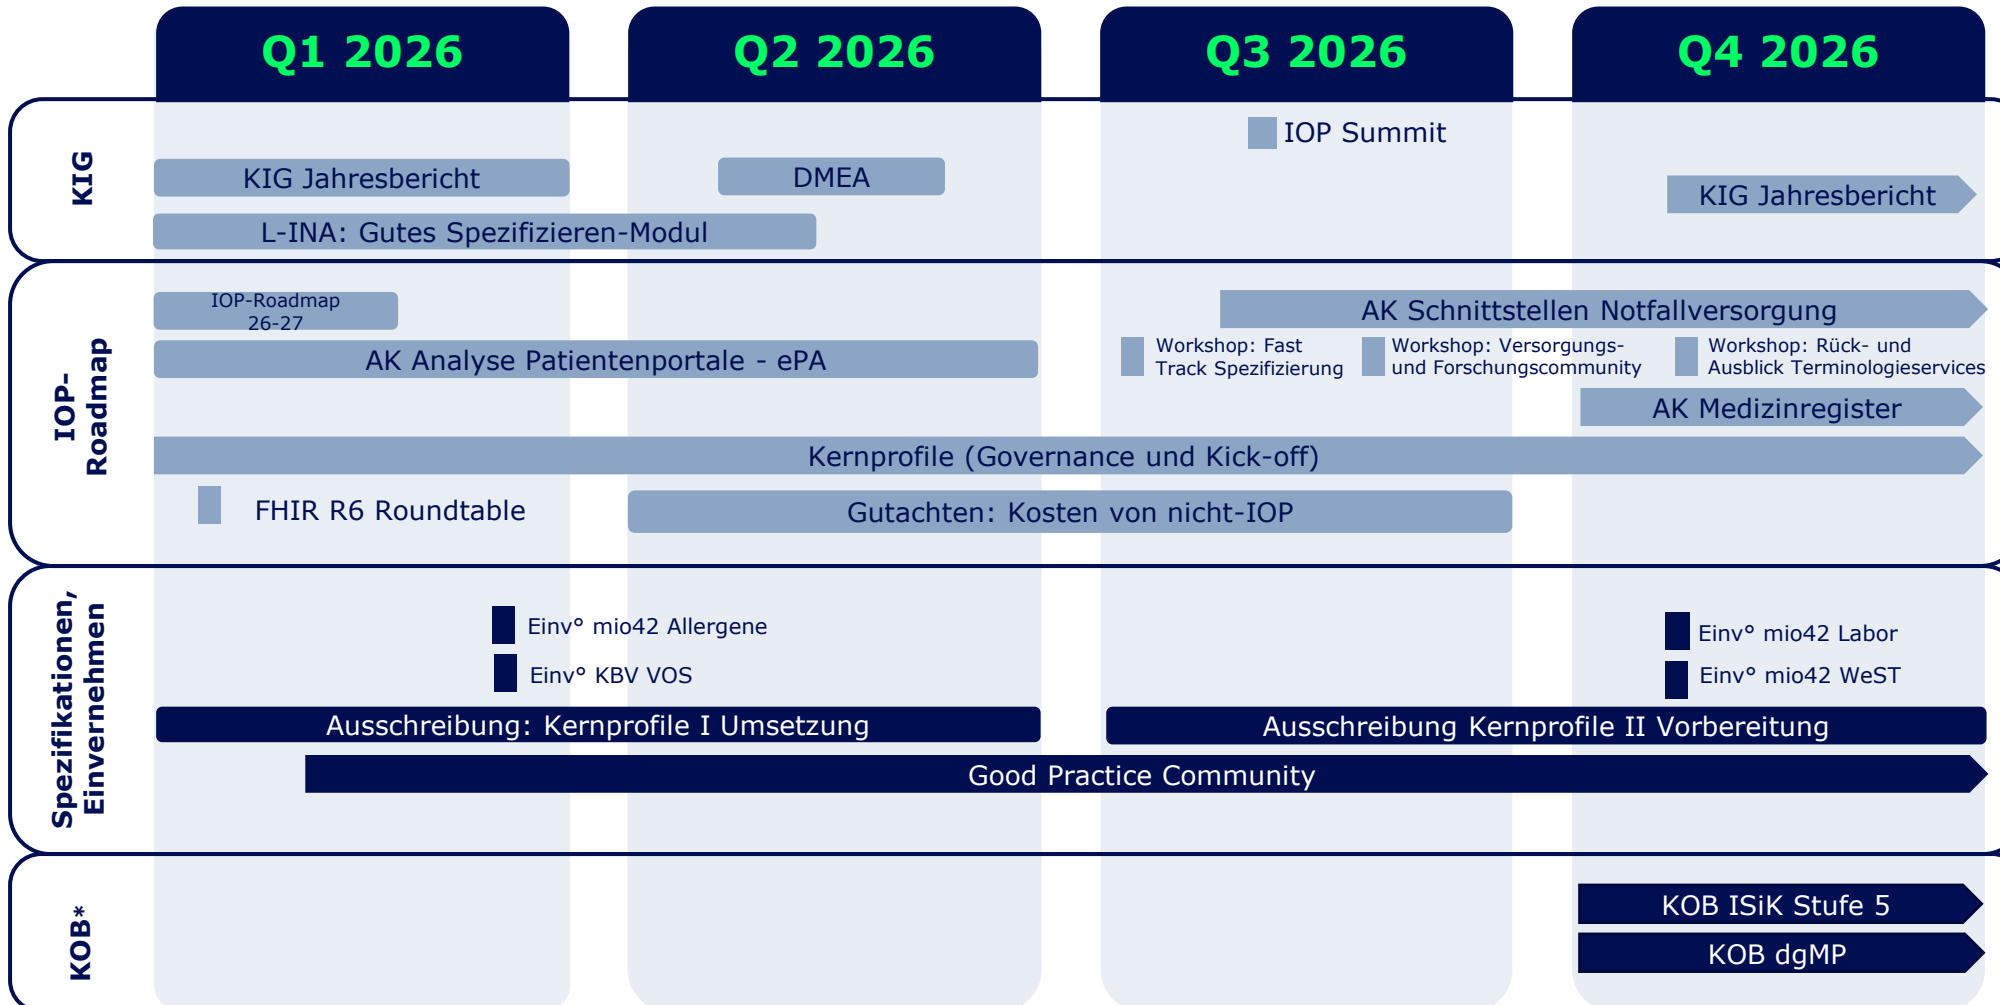 Q1 2026
Q2 2026
Q3 2026
Q4 2026
KIG
IOP Summit
KIG Jahresbericht
DMEA
KIG Jahresbericht
L-INA: Gutes Spezifizieren-Modul
IOP-
Roadmap
IOP-Roadmap
26-27
AK Schnittstellen Notfallversorgung
AK Analyse Patientenportale - ePA
Workshop: Fast
Track Spezifizierung
Workshop: Versorgungs-
und Forschungscommunity
Workshop: Rück- und
Ausblick Terminologieservices
AK Medizinregister
Kernprofile (Governance und Kick-off)
FHIR R6 Roundtable
Gutachten: Kosten von nicht-IOP
Spezifikationen,
Einvernehmen
Einv° mio42 Allergene
Einv° KBV VOS
Einv° mio42 Labor
Einv° mio42 WeST
Ausschreibung: Kernprofile I Umsetzung
Ausschreibung Kernprofile II Vorbereitung
Good Practice Community
KOB*
KOB ISiK Stufe 5
KOB dgMP